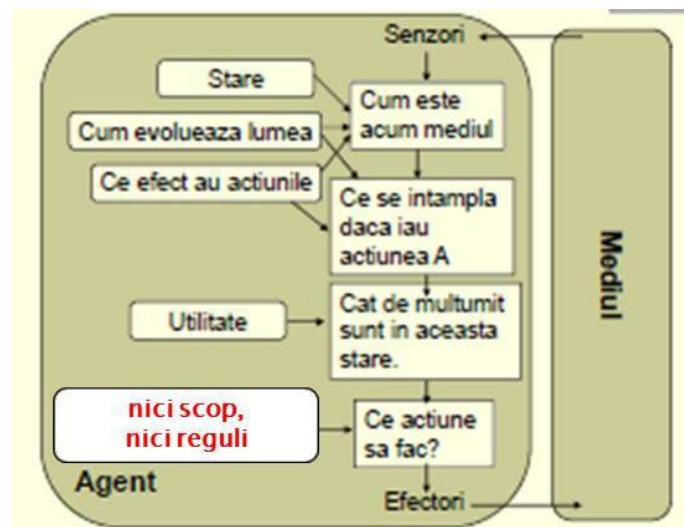 Senzori
Stare
Cum este
acum mediul
Cum evolueaza lumea
Ce efect au actiunile
Ce se intampla
daca iau
actiunea A
Mediul
Utilitate
Cat de multumit
sunt in aceasta
stare.
nici scop,
nici reguli
Ce actiune
sa fac?
Agent
Efectori